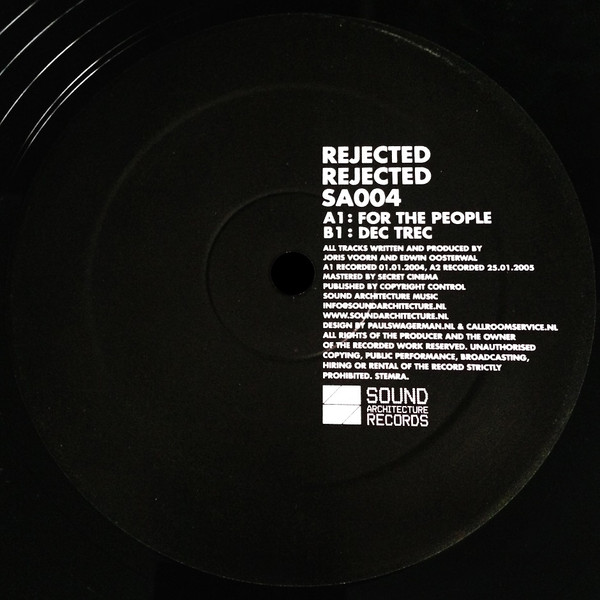 REJECTED
REJECTED
SA004
A1: FOR THE PEOPLE
B1: DEC TREC
ALL TRACKS WRITTEN AND PRODUCED BY
JORIS VOORN AND EDWIN OOSTERWAL
A1 RECORDED 01.01.2004, A2 RECORDED 25.01.2005
MASTERED BY SECRET CINEMA
PUBLISHED BY COPYRIGHT CONTROL
SOUND ARCHITECTURE MUSIC
INFO@SOUNDARCHITECTURE.NL
WWW.SOUNDARCHITECTURE.NL
DESIGN BY PAULSWAGERMAN.NL & CALLROOMSERVICE.NL
ALL RIGHTS OF THE PRODUCER AND THE OWNER
OF THE RECORDED WORK RESERVED. UNAUTHORISED
COPYING, PUBLIC PERFORMANCE, BROADCASTING,
HIRING OR RENTAL OF THE RECORD STRICTLY
PROHIBITED. STEMRA.
SOUND
ARCHITECTURE
RECORDS